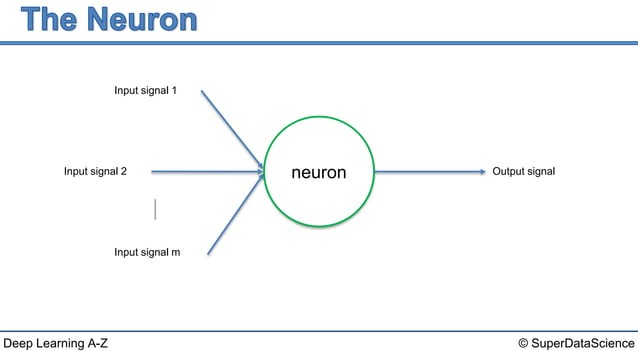 The Neuron
Input signal 1
Input signal 2
neuron
Output signal
Input signal m
Deep Learning A-Z
© SuperDataScience